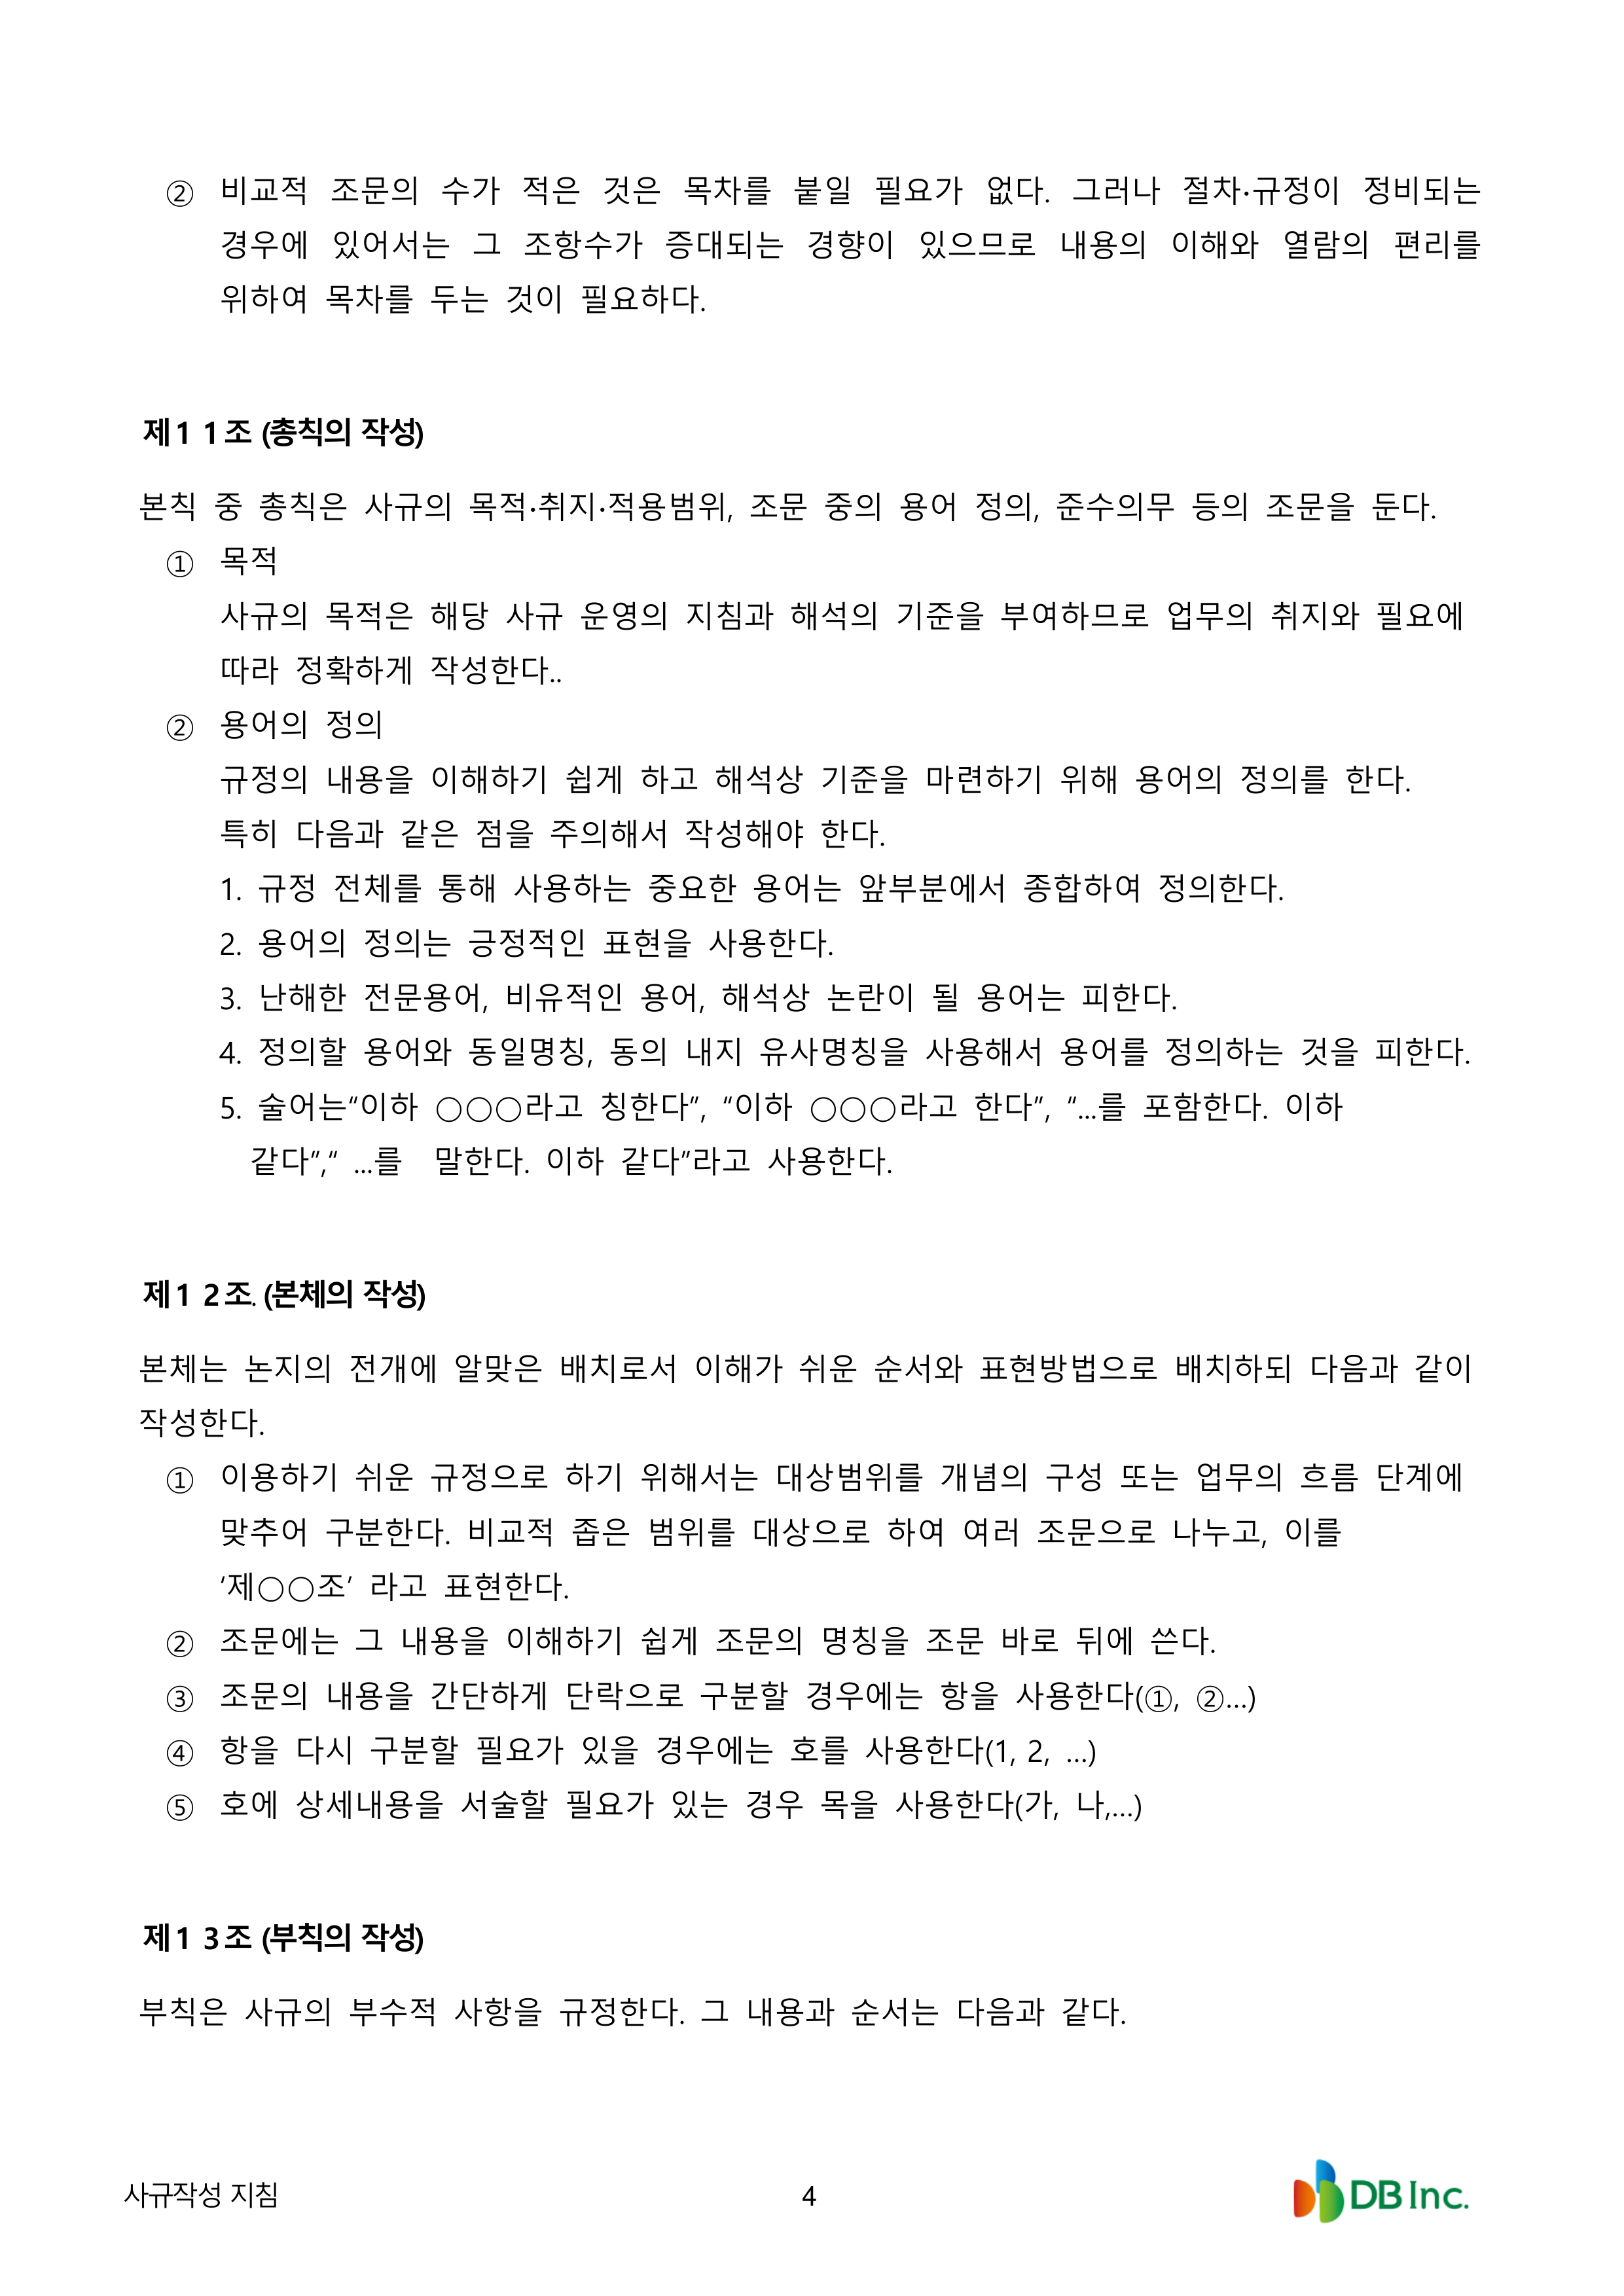 ② 비교적 조문의 수가 적은 것은 목차를 붙일 필요가 없다. 그러나 절차·규정이 정비되는
경우에 있어서는 그 조항수가 증대되는 경향이 있으므로 내용의 이해와 열람의 편리를
위하여 목차를 두는 것이 필요하다.
제1 1조 (총칙의 작성)
본칙 중 총칙은 사규의 목적·취지·적용범위, 조문 중의 용어 정의, 준수의무 등의 조문을 둔다.
① 목적
사규의 목적은 해당 사규 운영의 지침과 해석의 기준을 부여하므로 업무의 취지와 필요에
따라 정확하게 작성한다..
② 용어의 정의
규정의 내용을 이해하기 쉽게 하고 해석상 기준을 마련하기 위해 용어의 정의를 한다.
특히 다음과 같은 점을 주의해서 작성해야 한다.
1. 규정 전체를 통해 사용하는 중요한 용어는 앞부분에서 종합하여 정의한다.
2. 용어의 정의는 긍정적인 표현을 사용한다.
3. 난해한 전문용어, 비유적인 용어, 해석상 논란이 될 용어는 피한다.
4. 정의할 용어와 동일명칭, 동의 내지 유사명칭을 사용해서 용어를 정의하는 것을 피한다.
5. 술어는“이하 ○○○라고 칭한다”, “이하 ○○○라고 한다”, “...를 포함한다. 이하
같다”,“ ...를 말한다. 이하 같다”라고 사용한다.
제1 2조. (본체의 작성)
본체는 논지의 전개에 알맞은 배치로서 이해가 쉬운 순서와 표현방법으로 배치하되 다음과 같이
작성한다.
① 이용하기 쉬운 규정으로 하기 위해서는 대상범위를 개념의 구성 또는 업무의 흐름 단계에
맞추어 구분한다. 비교적 좁은 범위를 대상으로 하여 여러 조문으로 나누고, 이를
‘제○○조’ 라고 표현한다.
② 조문에는 그 내용을 이해하기 쉽게 조문의 명칭을 조문 바로 뒤에 쓴다.
③ 조문의 내용을 간단하게 단락으로 구분할 경우에는 항을 사용한다(①, ②...)
④ 항을 다시 구분할 필요가 있을 경우에는 호를 사용한다(1, 2, ...)
⑤ 호에 상세내용을 서술할 필요가 있는 경우 목을 사용한다(가, 나,...)
제1 3조 (부칙의 작성)
부칙은 사규의 부수적 사항을 규정한다. 그 내용과 순서는 다음과 같다.
사규작성 지침
4
DB Inc.